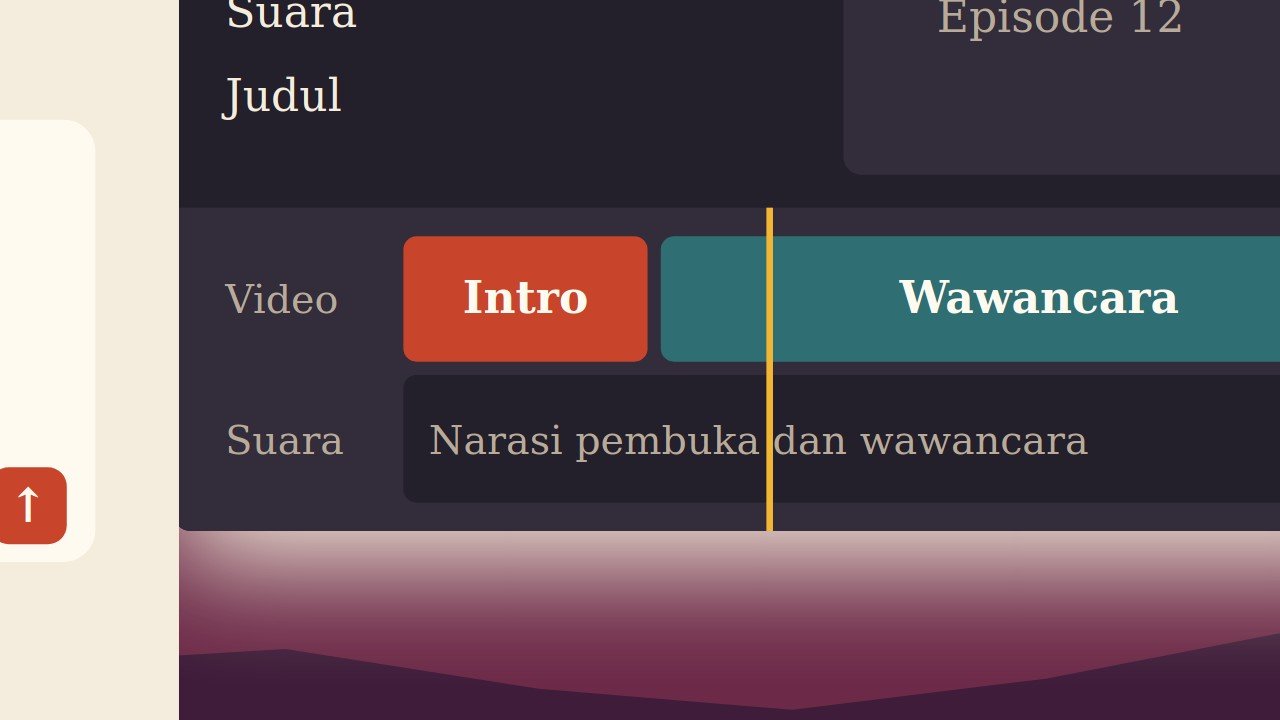 Suara
Episode 12
Judul
Video
Intro
Wawancara
Suara
Narasi pembuka dan wawancara
↑